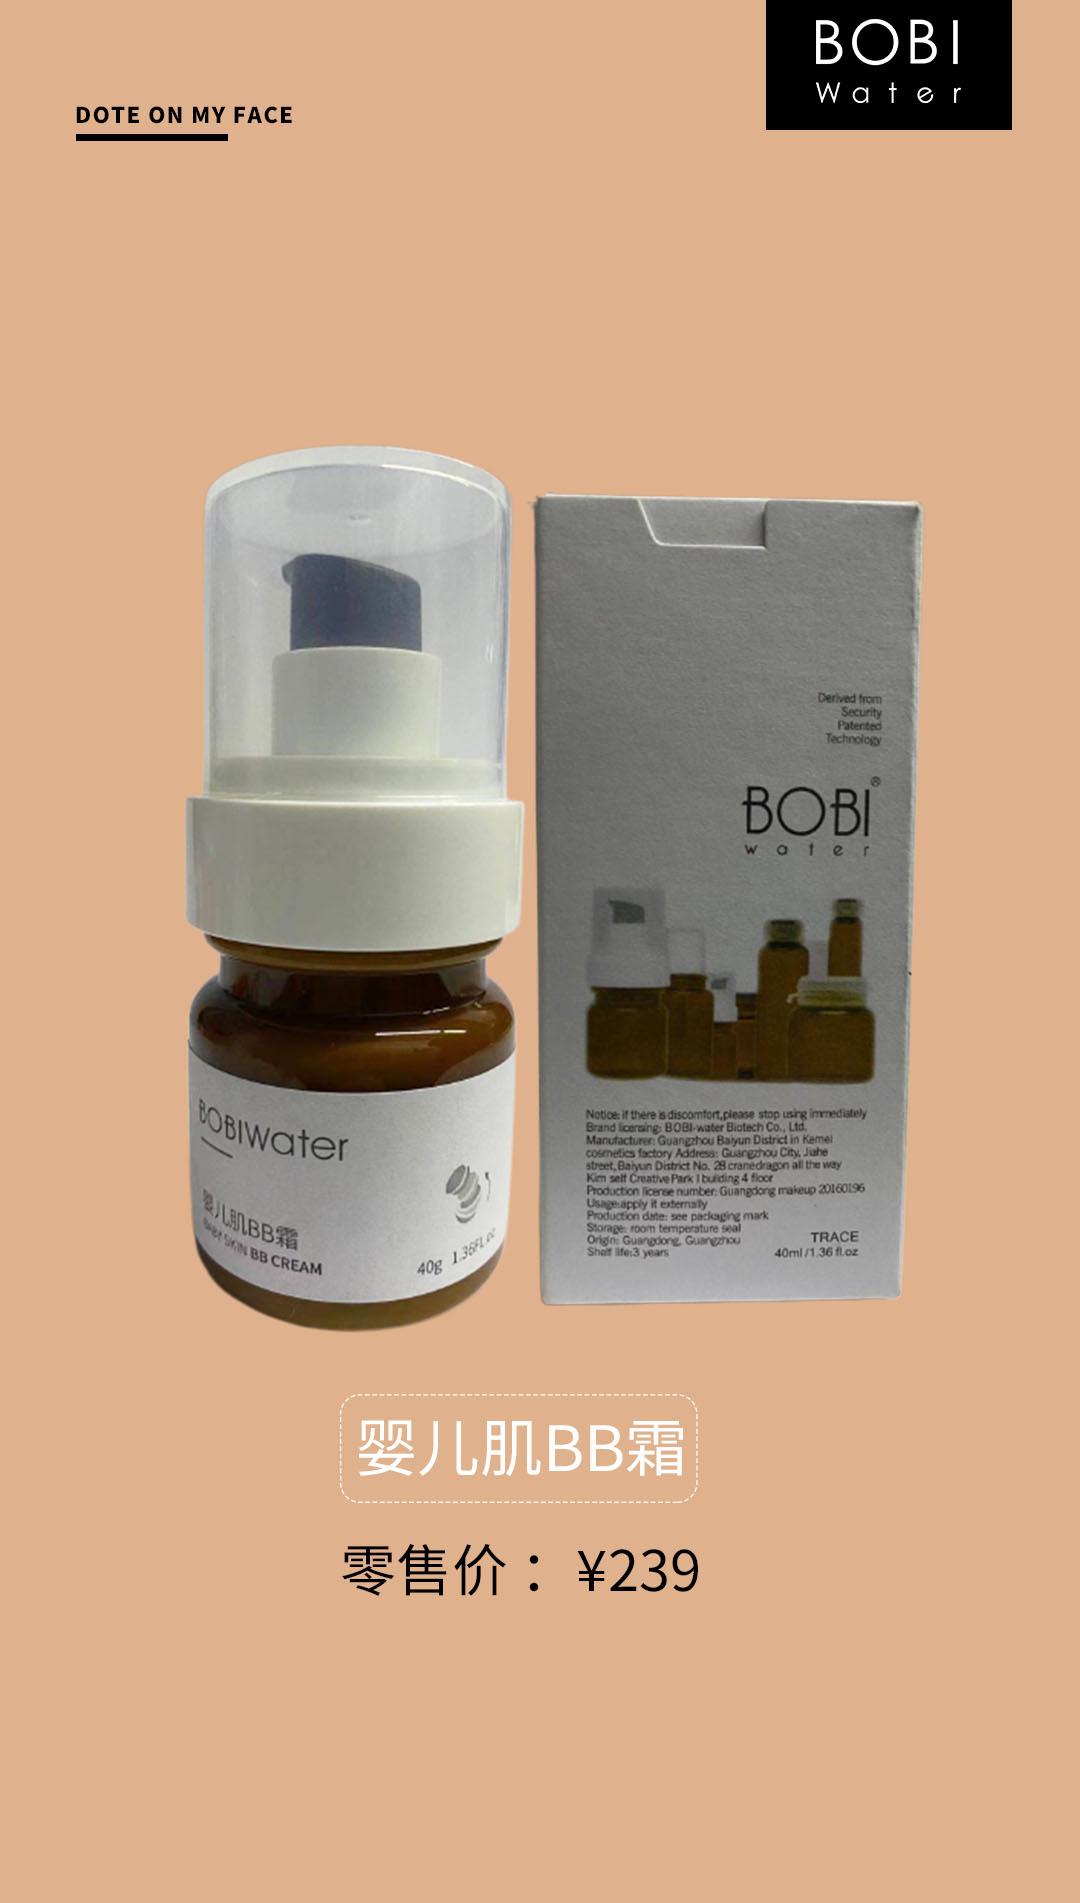 BOBI
Water
DOTE ON MY FACE
Derived from
Security
Patented
Technology
BOBI®
water
BOBIWater
婴儿肌BB霜
BABY SKIN BB CREAM
40g 1.36FL.oz
Notice: if there is discomfort,please stop using immediately
Brand licensing: BOBI-water Biotech Co., Ltd.
Manufacturer: Guangzhou Baiyun District in Kemei
cosmetics factory Address: Guangzhou City, Jiahe
street, Baiyun District No. 28 cranedragon all the way
Kim self Creative Park I building 4 floor
Production license number: Guangdong makeup 20160196
Usage:apply it externally
Production date: see packaging mark
Storage: room temperature seal
Origin: Guangdong, Guangzhou
Shelf life:3 years
TRACE
40ml/1.36 fl.oz
婴儿肌BB霜
零售价：¥239